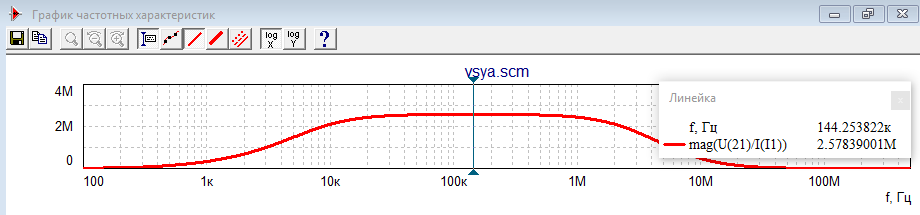 График частотных характеристик
log X log Y ?
vsya.scm
4M
2M
0
100 1к 10к 100к 1M 10M 100M
f, Гц
Линейка
f, Гц 144.253822к
mag(U(21)/I(I1)) 2.57839001M